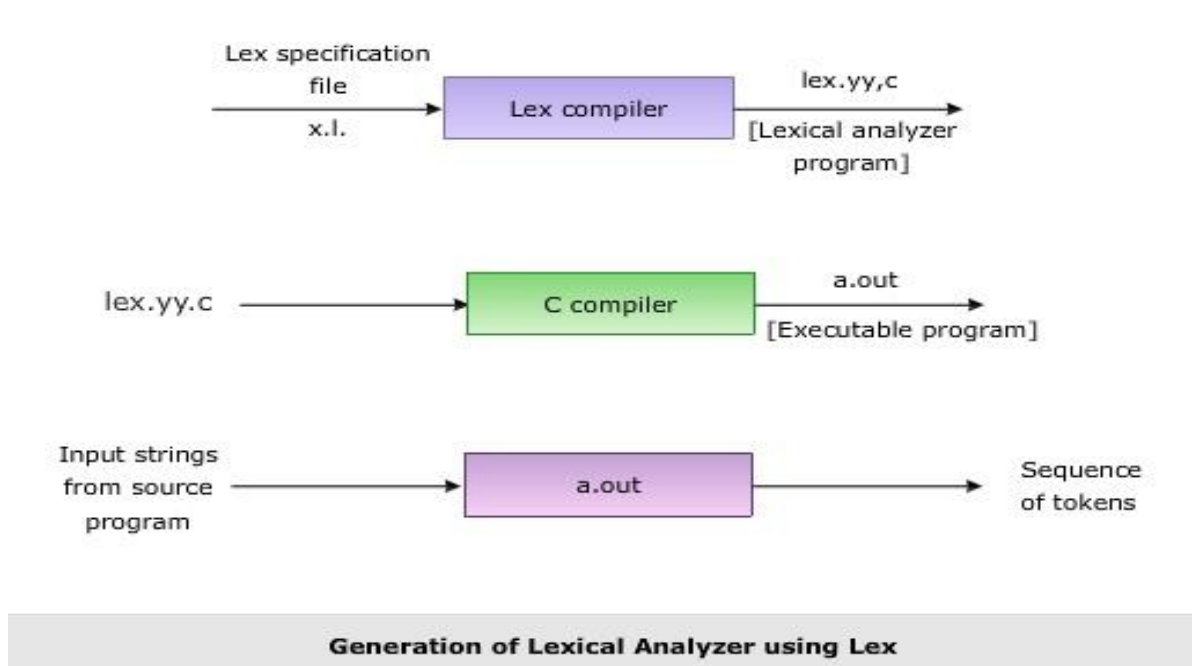 Lex specification
file
x.l.
Lex compiler
lex.yy,c
[Lexical analyzer
program]
lex.yy.c
C compiler
a.out
[Executable program]
Input strings
from source
program
a.out
Sequence
of tokens
Generation of Lexical Analyzer using Lex